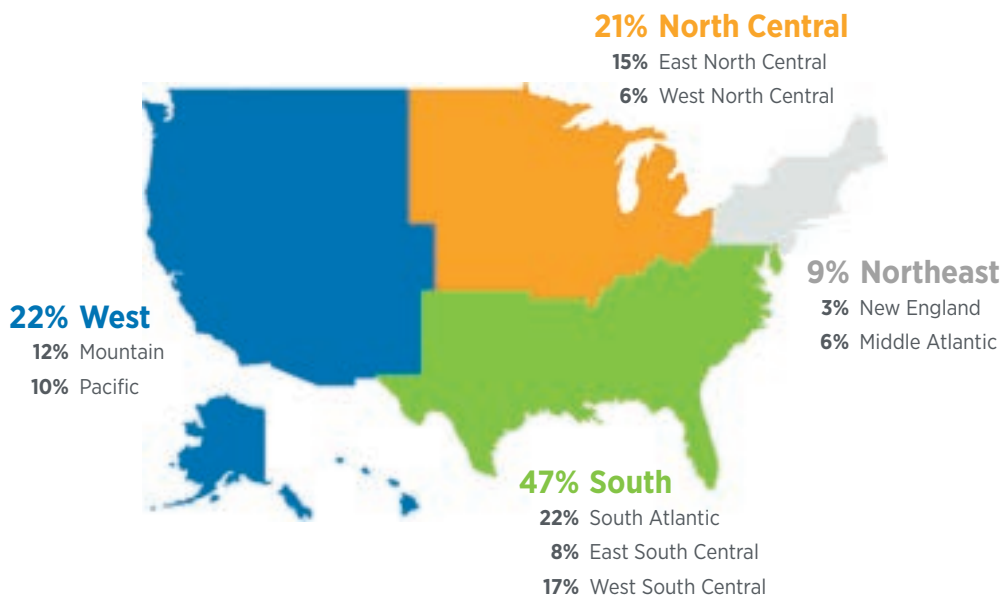 21% North Central
15% East North Central
6% West North Central
9% Northeast
3% New England
6% Middle Atlantic
22% West
12% Mountain
10% Pacific
47% South
22% South Atlantic
8% East South Central
17% West South Central